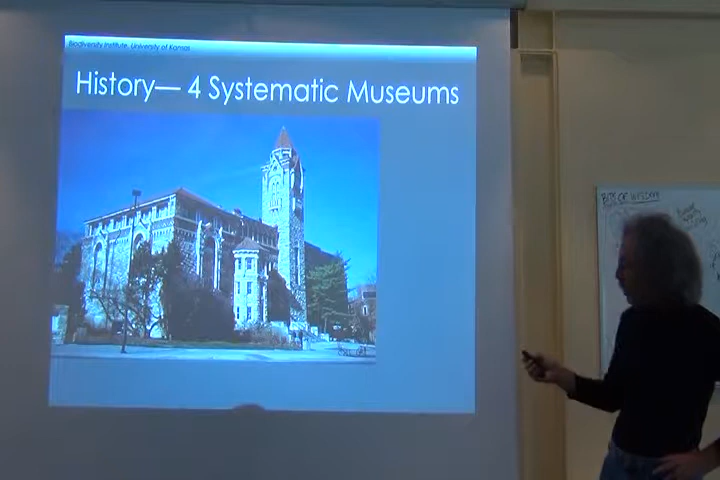 Biodiversity Institute, University of Kansas
History— 4 Systematic Museums
BITS OF WISDOM